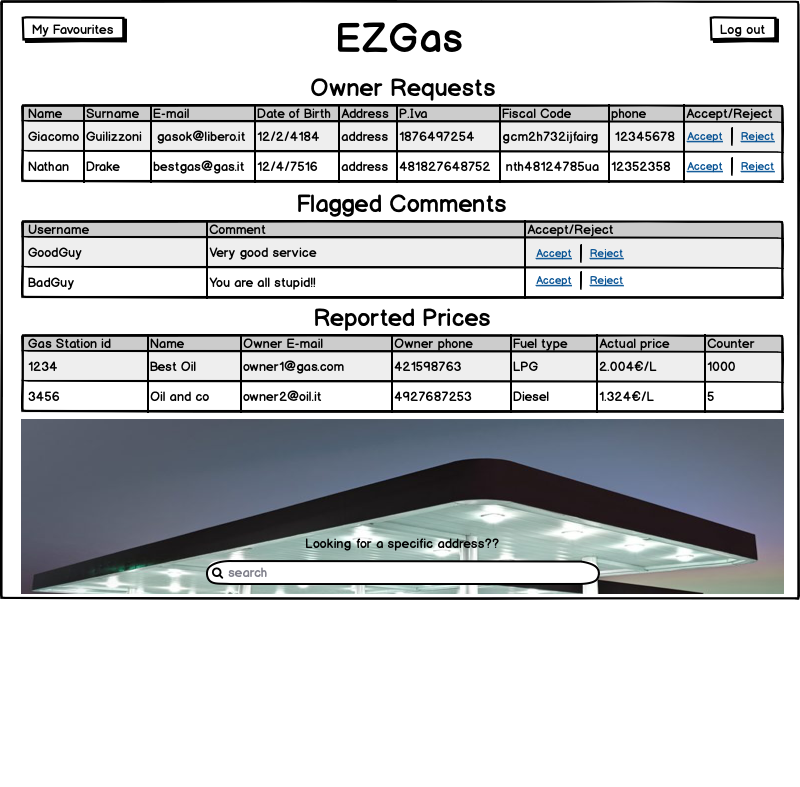 My Favourites
EZGas
Log out
Owner Requests
Name Surname E-mail Date of Birth Address P.Iva Fiscal Code phone Accept/Reject
Giacomo Guilizzoni gasok@libero.it 12/2/4184 address 1876497254 gcm2h732ijfairg 12345678 Accept | Reject
Nathan Drake bestgas@gas.it 12/4/7516 address 481827648752 nth48124785ua 12352358 Accept | Reject
Flagged Comments
Username Comment Accept/Reject
GoodGuy Very good service Accept | Reject
BadGuy You are all stupid!! Accept | Reject
Reported Prices
Gas Station id Name Owner E-mail Owner phone Fuel type Actual price Counter
1234 Best Oil owner1@gas.com 421598763 LPG 2.004€/L 1000
3456 Oil and co owner2@oil.it 4927687253 Diesel 1.324€/L 5
Looking for a specific address??
search